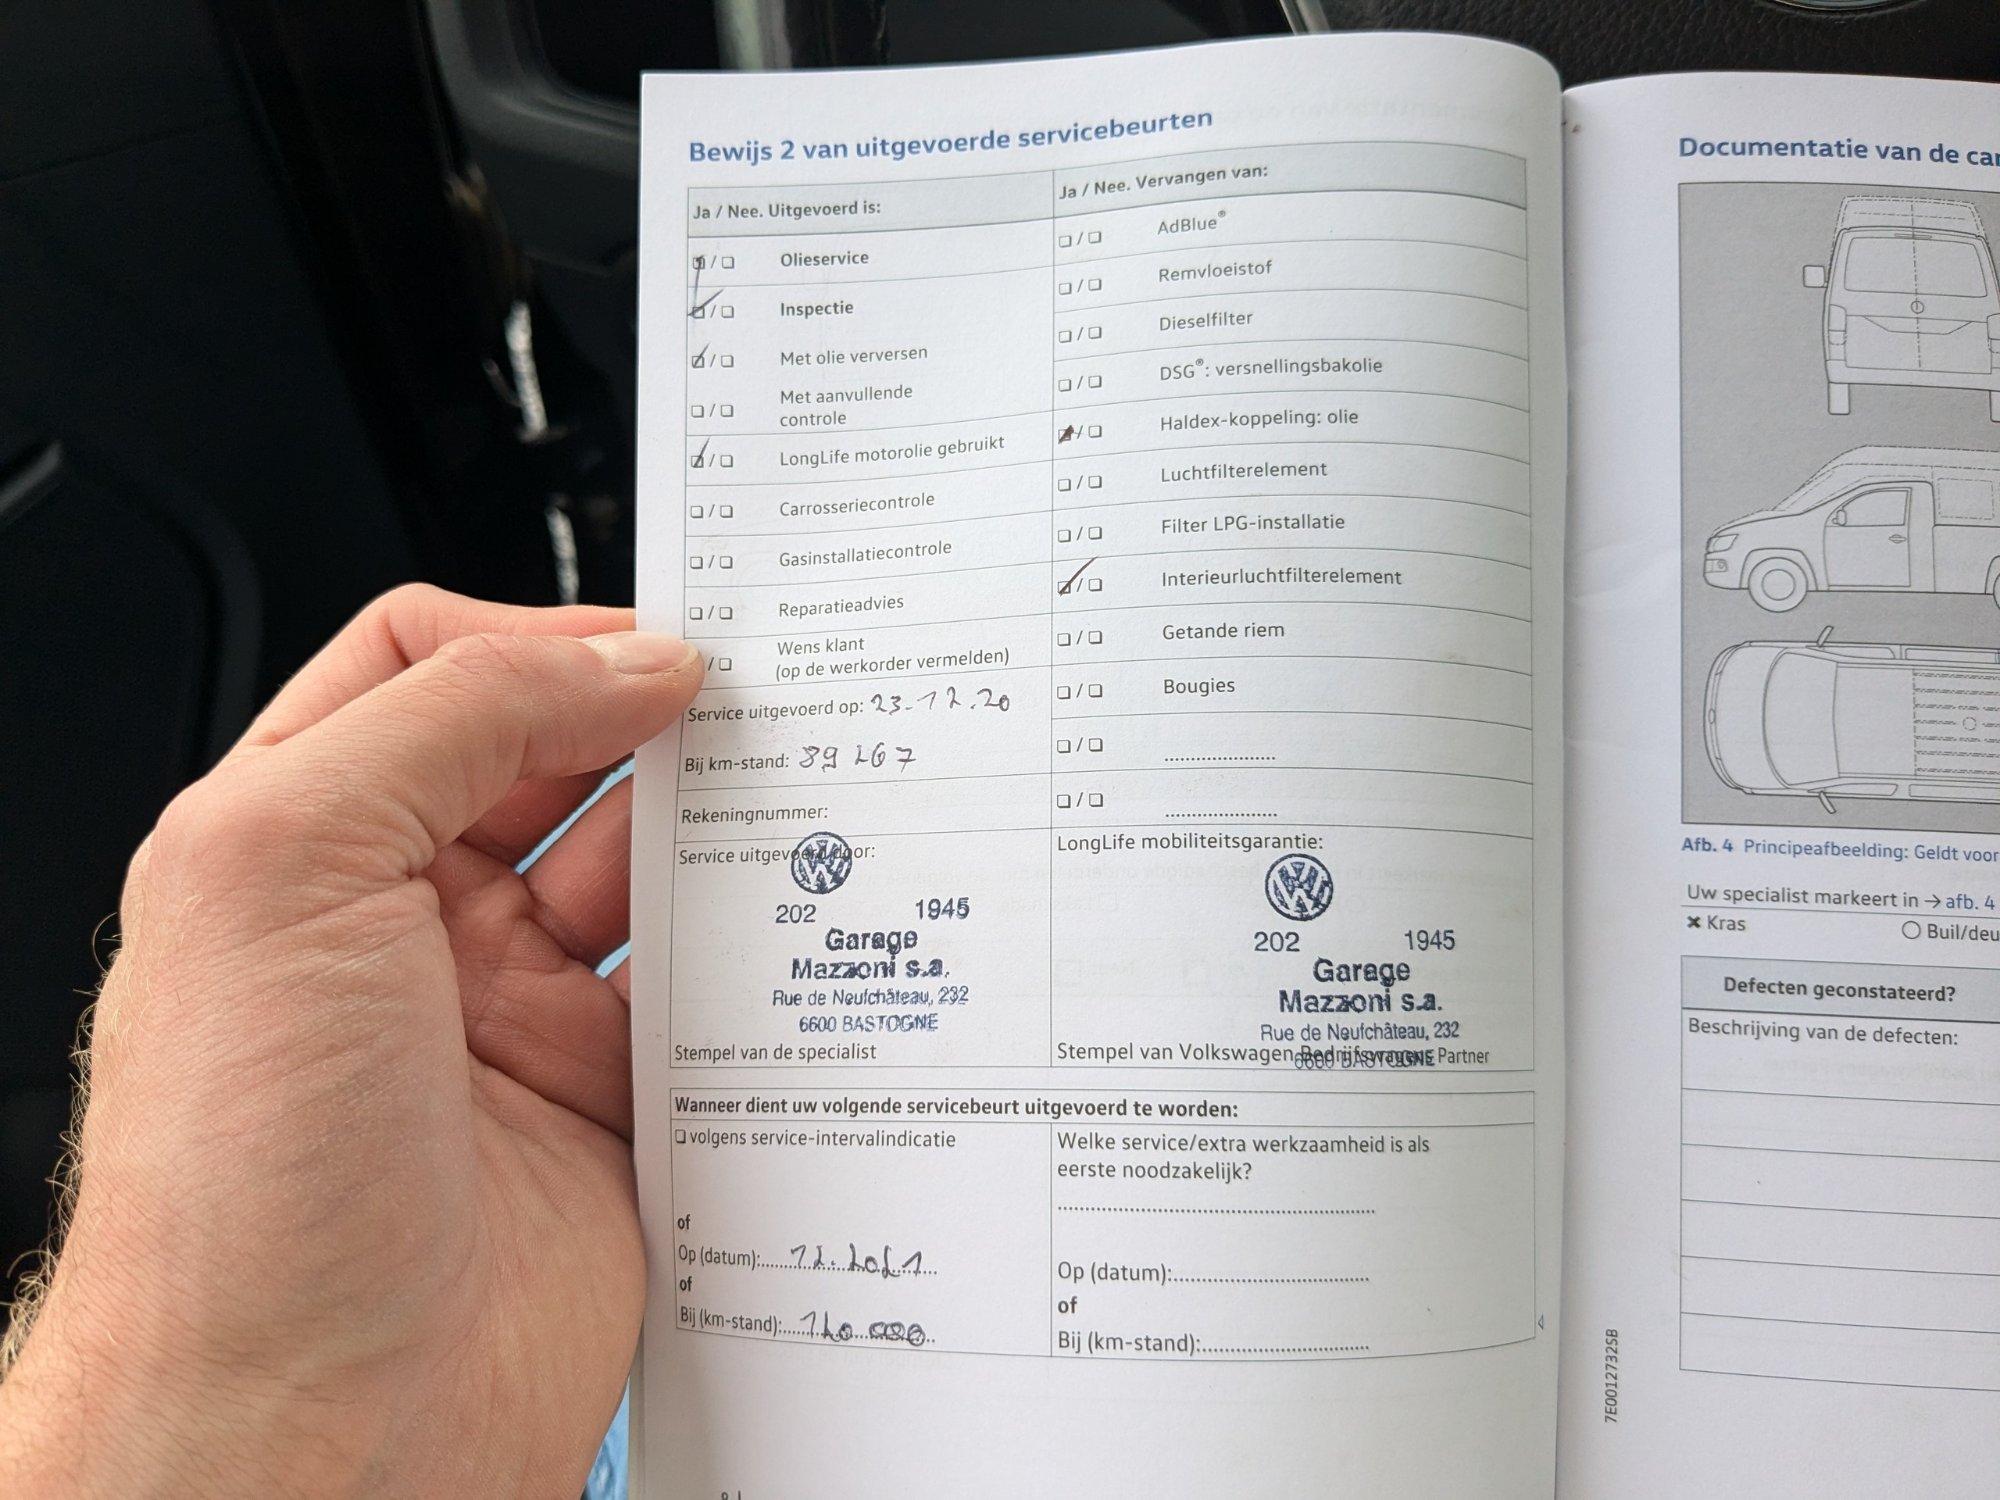 Bewijs 2 van uitgevoerde servicebeurten
Ja / Nee. Uitgevoerd is:
Olieservice
Inspectie
Met olie verversen
Met aanvullende
controle
LongLife motorolie gebruikt
Carrosseriecontrole
Gasinstallatiecontrole
Reparatieadvies
Wens klant
(op de werkorder vermelden)
Service uitgevoerd op: 23-12.20
Bij km-stand: 89 267
Rekeningnummer:
Service uitgevoerd door:
202 1945
Garage
Mazzoni s.a.
Rue de Neufchâteau, 232
6600 BASTOGNE
Stempel van de specialist
Ja / Nee. Vervangen van:
AdBlue®
Remvloeistof
Dieselfilter
DSG®: versnellingsbakolie
Haldex-koppeling: olie
Luchtfilterelement
Filter LPG-installatie
Interieurluchtfilterelement
Getande riem
Bougies
LongLife mobiliteitsgarantie:
202 1945
Garage
Mazzoni s.a.
Rue de Neufchâteau, 232
6600 BASTOGNE
Stempel van Volkswagen Bedrijfswagens Partner
Wanneer dient uw volgende servicebeurt uitgevoerd te worden:
volgens service-intervalindicatie
of
Op (datum): 12.2021
of
Bij (km-stand): 120 000
Welke service/extra werkzaamheid is als
eerste noodzakelijk?
Op (datum):
of
Bij (km-stand):
7E0012732SB
Documentatie van de
Afb. 4 Principeafbeelding: Geldt voor
Uw specialist markeert in → afb. 4
Kras
Defecten geconstateerd?
Beschrijving van de defecten: